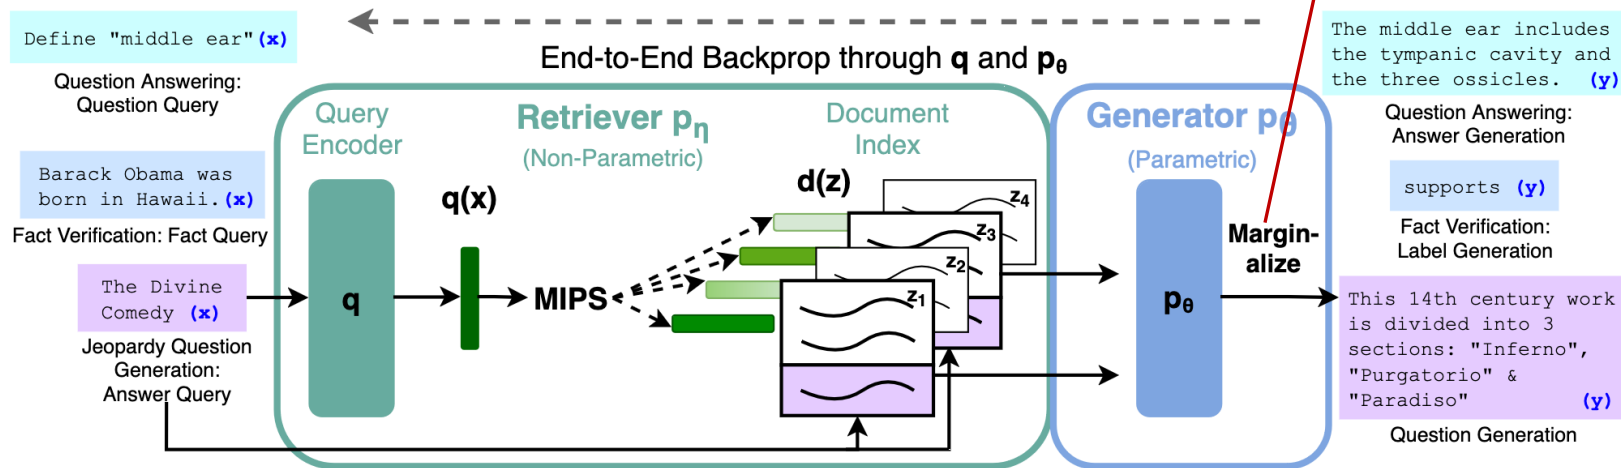 Define "middle ear" (x)
Question Answering:
Question Query
Barack Obama was
born in Hawaii. (x)
Fact Verification: Fact Query
The Divine
Comedy (x)
Jeopardy Question
Generation:
Answer Query
End-to-End Backprop through q and pθ
Query
Encoder
Retriever pη
(Non-Parametric)
Document
Index
q
q(x)
MIPS
d(z)
z4
z3
z2
z1
Generator pθ
(Parametric)
pθ
Margin-
alize
The middle ear includes
the tympanic cavity and
the three ossicles. (y)
Question Answering:
Answer Generation
supports (y)
Fact Verification:
Label Generation
This 14th century work
is divided into 3
sections: "Inferno",
"Purgatorio" &
"Paradiso" (y)
Question Generation